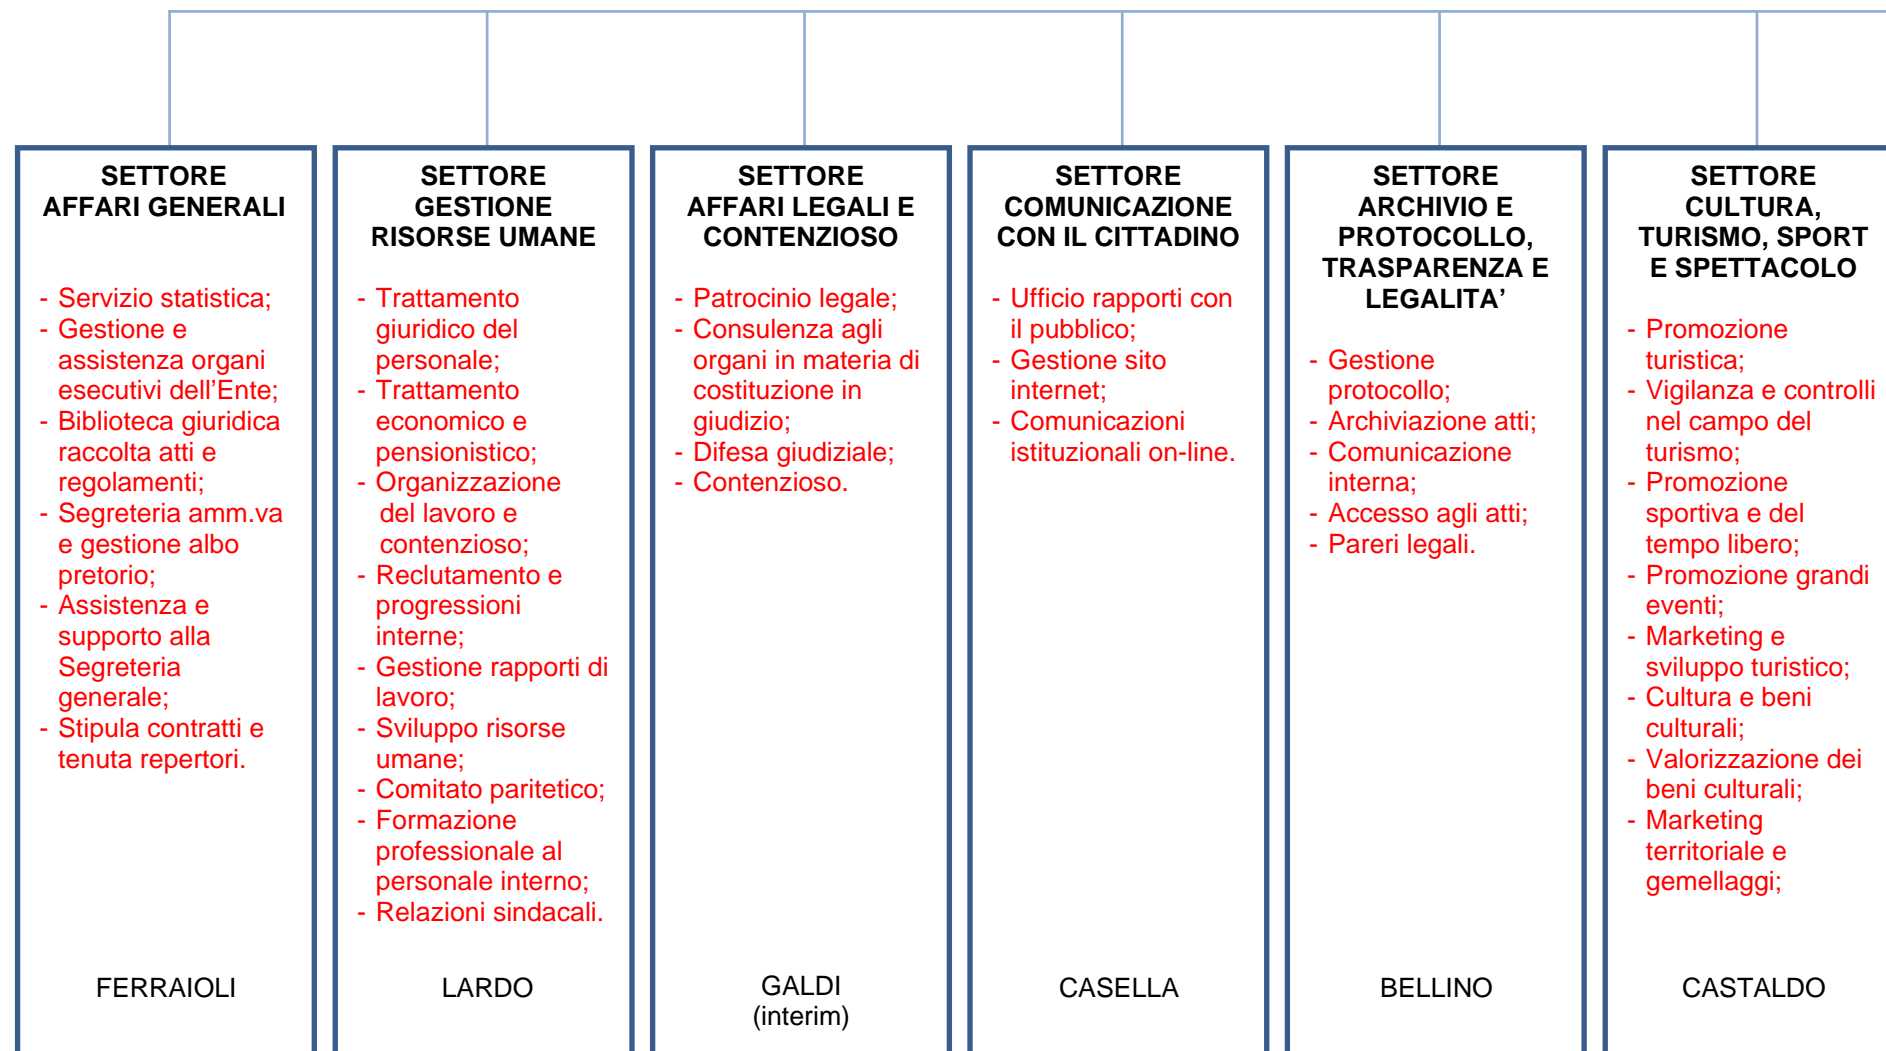 SETTORE
AFFARI GENERALI
- Servizio statistica;
- Gestione e
assistenza organi
esecutivi dell’Ente;
- Biblioteca giuridica
raccolta atti e
regolamenti;
- Segreteria amm.va
e gestione albo
pretorio;
- Assistenza e
supporto alla
Segreteria
generale;
- Stipula contratti e
tenuta repertori.
FERRAIOLI
SETTORE
GESTIONE
RISORSE UMANE
- Trattamento
giuridico del
personale;
- Trattamento
economico e
pensionistico;
- Organizzazione
del lavoro e
contenzioso;
- Reclutamento e
progressioni
interne;
- Gestione rapporti di
lavoro;
- Sviluppo risorse
umane;
- Comitato paritetico;
- Formazione
professionale al
personale interno;
- Relazioni sindacali.
LARDO
SETTORE
AFFARI LEGALI E
CONTENZIOSO
- Patrocinio legale;
- Consulenza agli
organi in materia di
costituzione in
giudizio;
- Difesa giudiziale;
- Contenzioso.
GALDI
(interim)
SETTORE
COMUNICAZIONE
CON IL CITTADINO
- Ufficio rapporti con
il pubblico;
- Gestione sito
internet;
- Comunicazioni
istituzionali on-line.
CASELLA
SETTORE
ARCHIVIO E
PROTOCOLLO,
TRASPARENZA E
LEGALITA’
- Gestione
protocollo;
- Archiviazione atti;
- Comunicazione
interna;
- Accesso agli atti;
- Pareri legali.
BELLINO
SETTORE
CULTURA,
TURISMO, SPORT
E SPETTACOLO
- Promozione
turistica;
- Vigilanza e controlli
nel campo del
turismo;
- Promozione
sportiva e del
tempo libero;
- Promozione grandi
eventi;
- Marketing e
sviluppo turistico;
- Cultura e beni
culturali;
- Valorizzazione dei
beni culturali;
- Marketing
territoriale e
gemellaggi;
CASTALDO